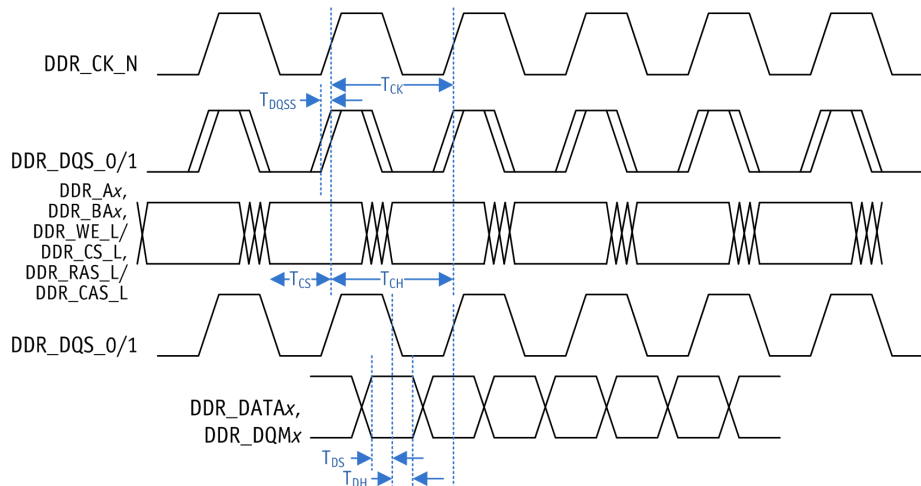 DDR_CK_N
T_CK
T_DQSS
DDR_DQS_0/1
DDR_Ax,
DDR_BAx,
DDR_WE_L/
DDR_CS_L,
DDR_RAS_L/
DDR_CAS_L
T_CS
T_CH
DDR_DQS_0/1
DDR_DATAx,
DDR_DQMx
T_DS
T_DH